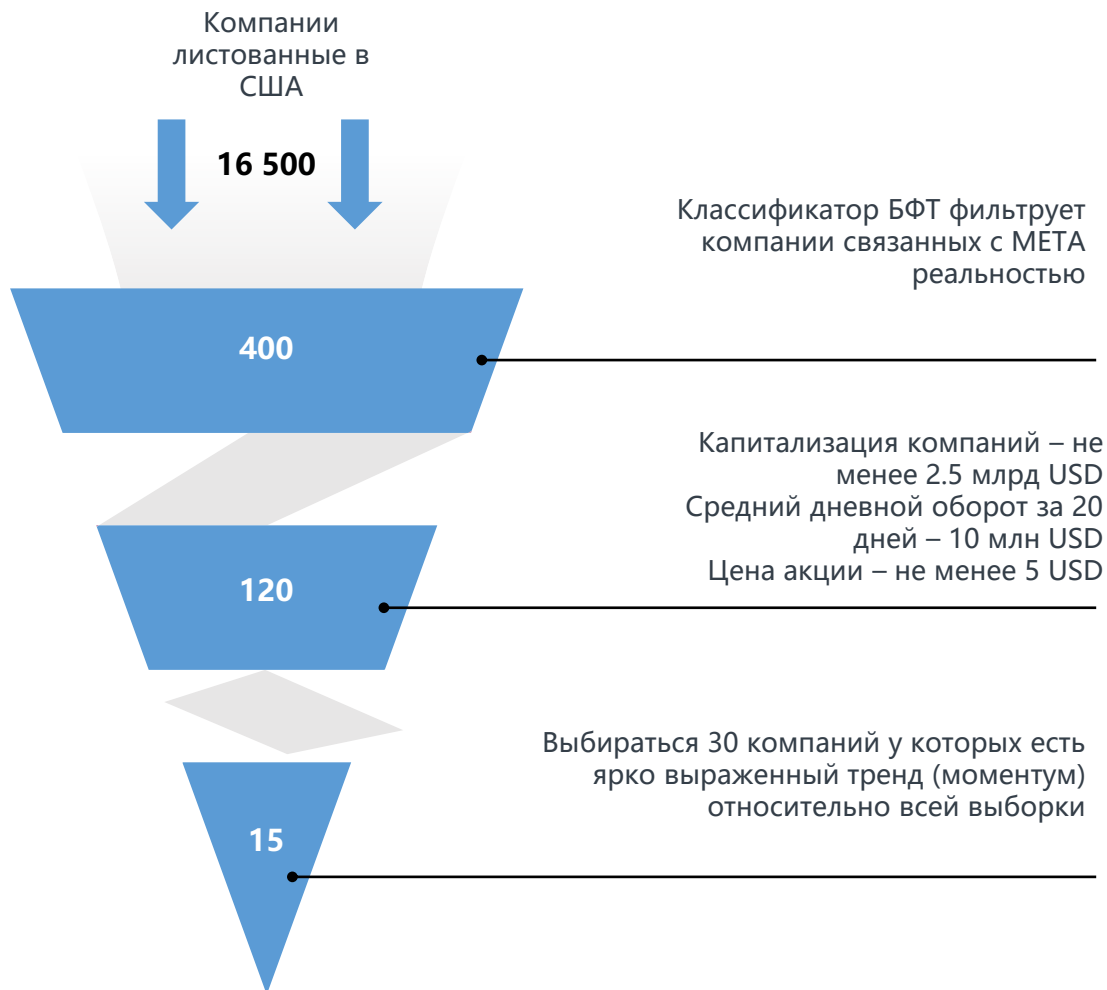 Компании
листованные в
США
16 500
Классификатор БФТ фильтрует
компании связанных с МЕТА
реальностью
400
Капитализация компаний – не
менее 2.5 млрд USD
Средний дневной оборот за 20
дней – 10 млн USD
Цена акции – не менее 5 USD
120
Выбираться 30 компаний у которых есть
ярко выраженный тренд (моментум)
относительно всей выборки
15